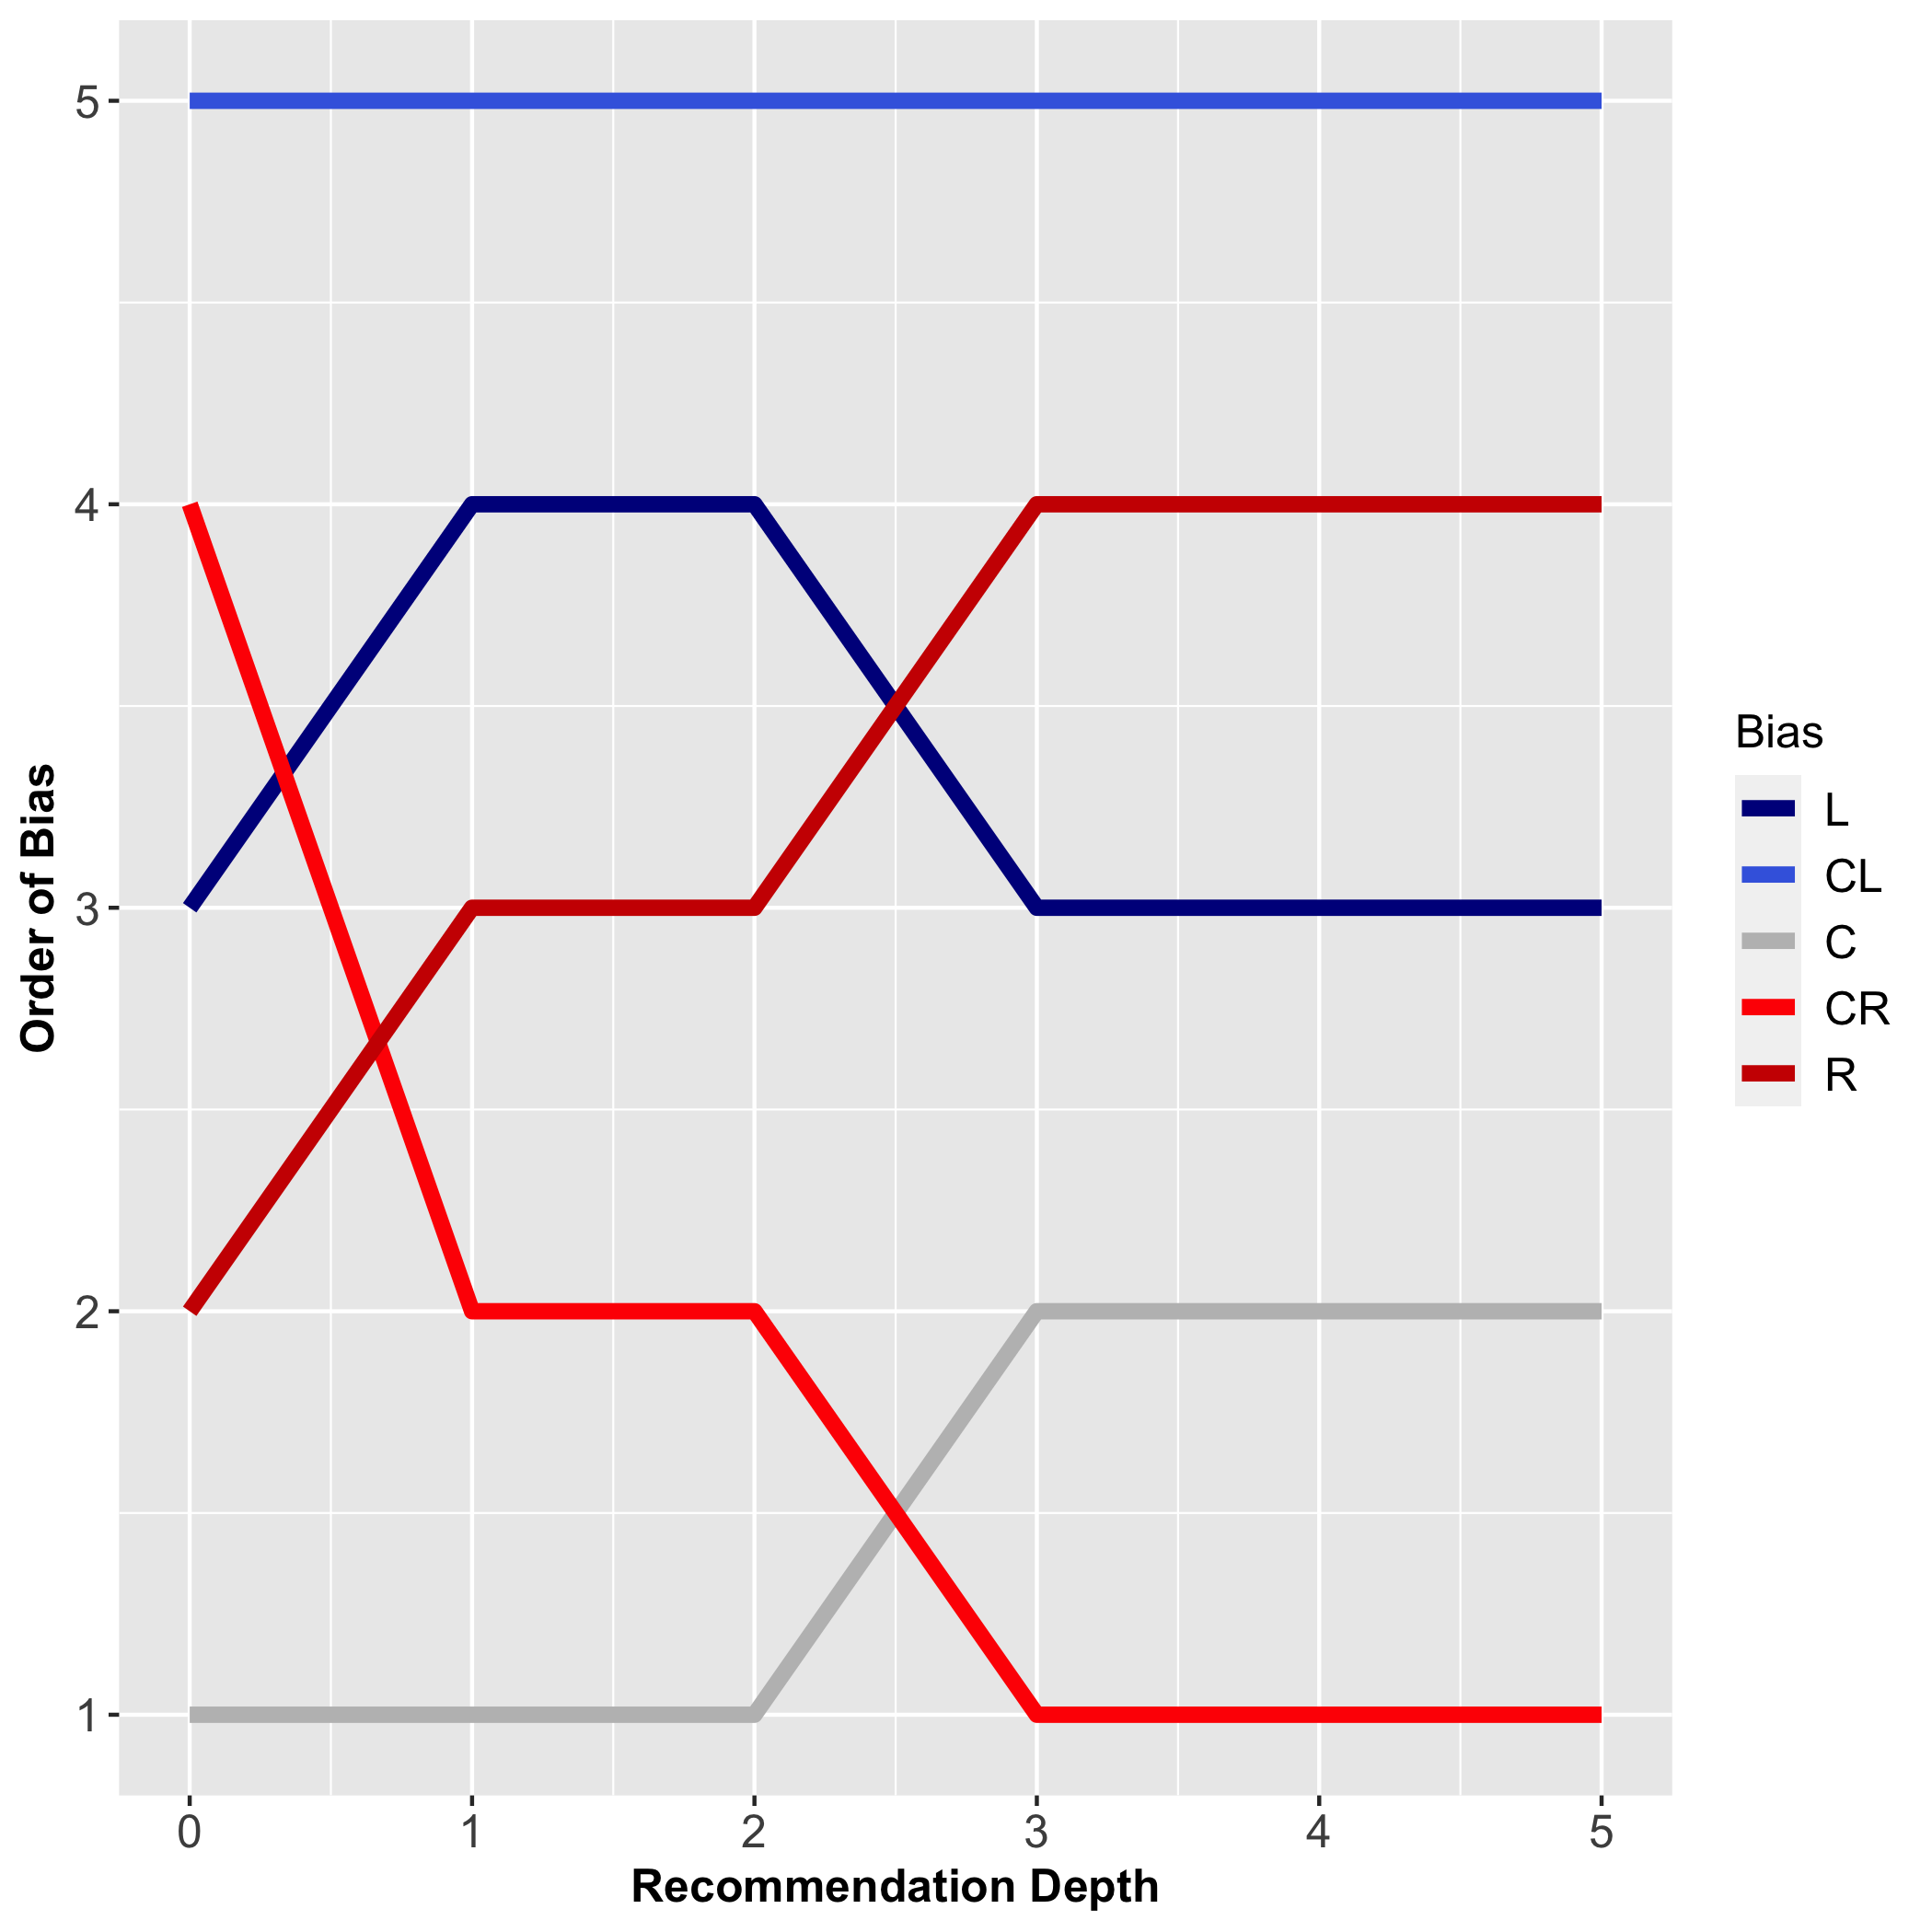 5
4
3
2
1
Order of Bias
0 1 2 3 4 5
Recommendation Depth
Bias
L
CL
C
CR
R